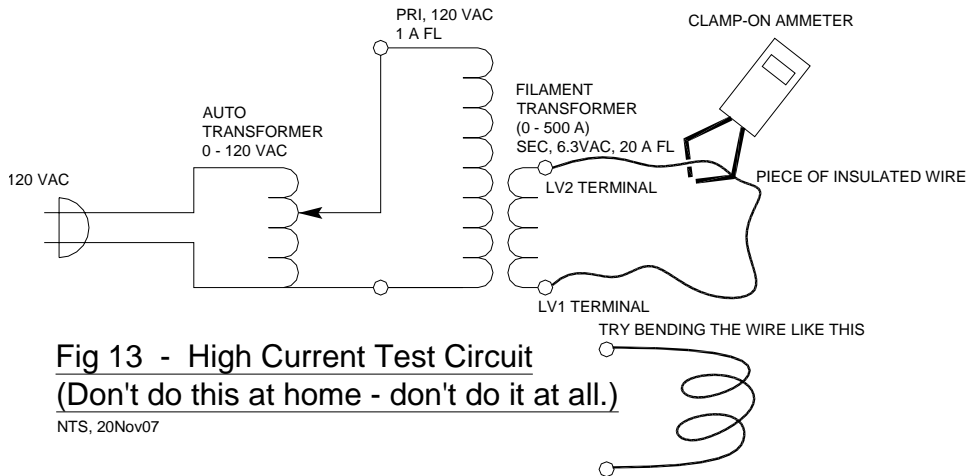 PRI, 120 VAC
1 A FL
CLAMP-ON AMMETER
AUTO
TRANSFORMER
0 - 120 VAC
FILAMENT
TRANSFORMER
(0 - 500 A)
SEC, 6.3VAC, 20 A FL
120 VAC
LV2 TERMINAL
PIECE OF INSULATED WIRE
LV1 TERMINAL
TRY BENDING THE WIRE LIKE THIS
Fig 13 - High Current Test Circuit
(Don't do this at home - don't do it at all.)
NTS, 20Nov07